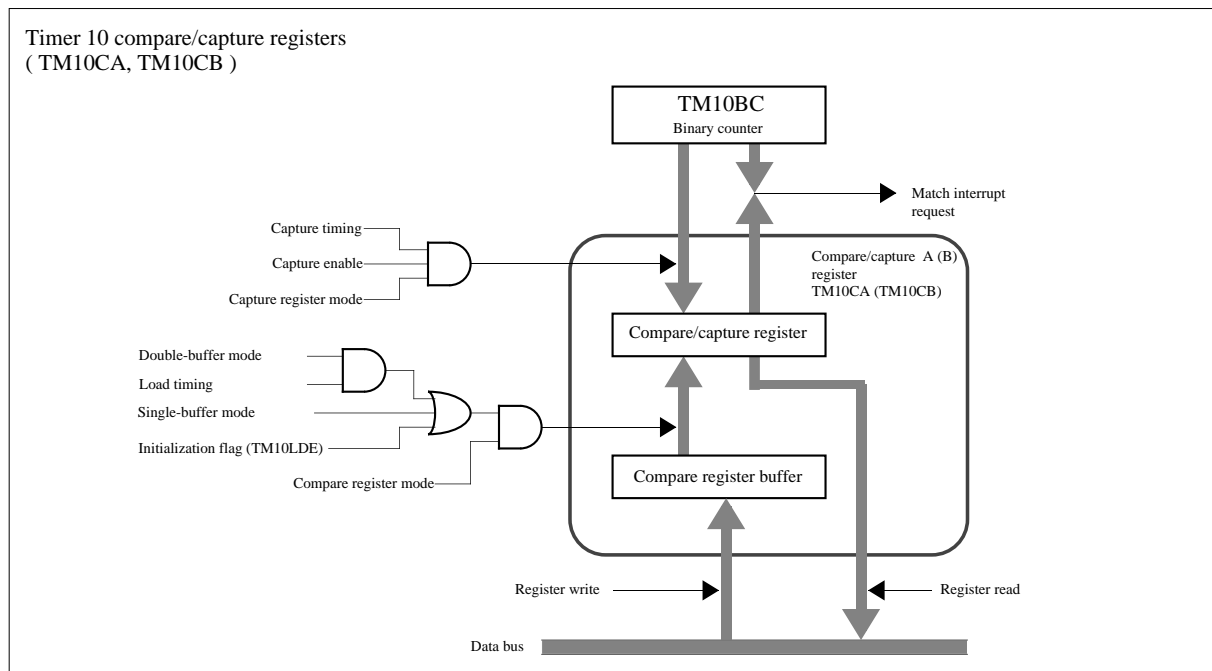 Timer 10 compare/capture registers
( TM10CA, TM10CB )
TM10BC
Binary counter
Match interrupt
request
Capture timing
Capture enable
Capture register mode
Compare/capture A (B)
register
TM10CA (TM10CB)
Compare/capture register
Double-buffer mode
Load timing
Single-buffer mode
Initialization flag (TM10LDE)
Compare register mode
Compare register buffer
Register write
Register read
Data bus